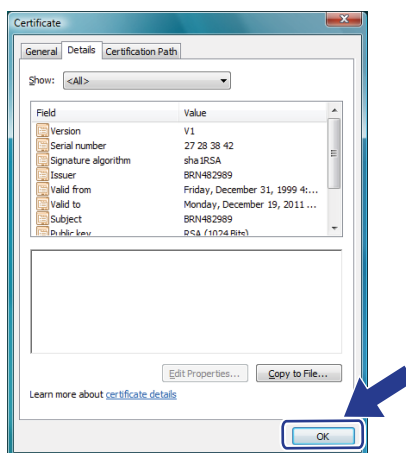 Certificate
General Details Certification Path
Show: <All>
Field Value
Version V1
Serial number 27 28 38 42
Signature algorithm sha1RSA
Issuer BRN482989
Valid from Friday, December 31, 1999 4:...
Valid to Monday, December 19, 2011 ...
Subject BRN482989
Public key RSA (1024 Bits)
Edit Properties... Copy to File...
Learn more about certificate details
OK